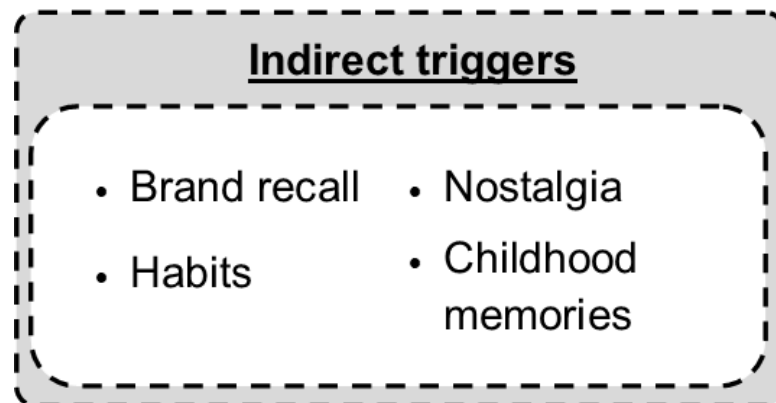 Indirect triggers
• Brand recall
• Habits
• Nostalgia
• Childhood
memories